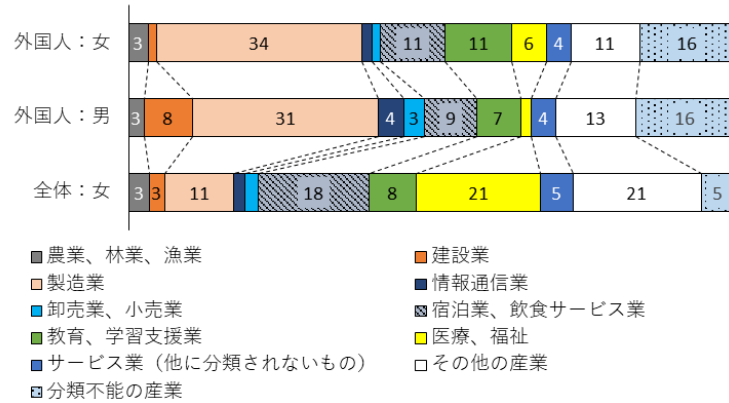 外国人：女 3 34 11 11 6 4 11 16
外国人：男 3 8 31 4 3 9 7 4 13 16
全体：女 3 3 11 18 8 21 5 21 5
農業、林業、漁業 建設業
製造業 情報通信業
卸売業、小売業 宿泊業、飲食サービス業
教育、学習支援業 医療、福祉
サービス業（他に分類されないもの） その他の産業
分類不能の産業